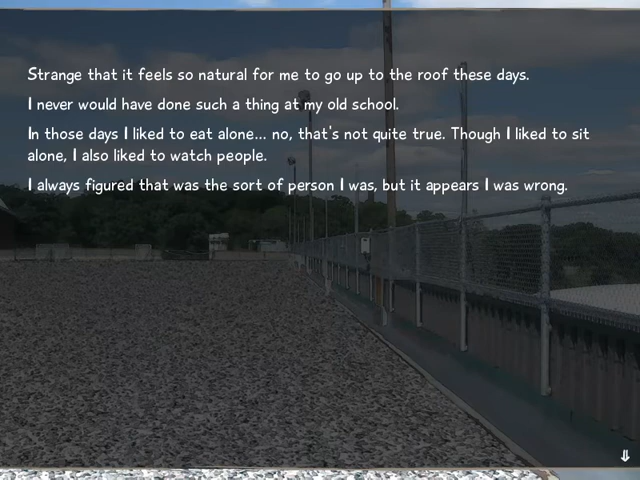 Strange that it feels so natural for me to go up to the roof these days.
I never would have done such a thing at my old school.
In those days I liked to eat alone... no, that's not quite true. Though I liked to sit
alone, I also liked to watch people.
I always figured that was the sort of person I was, but it appears I was wrong.